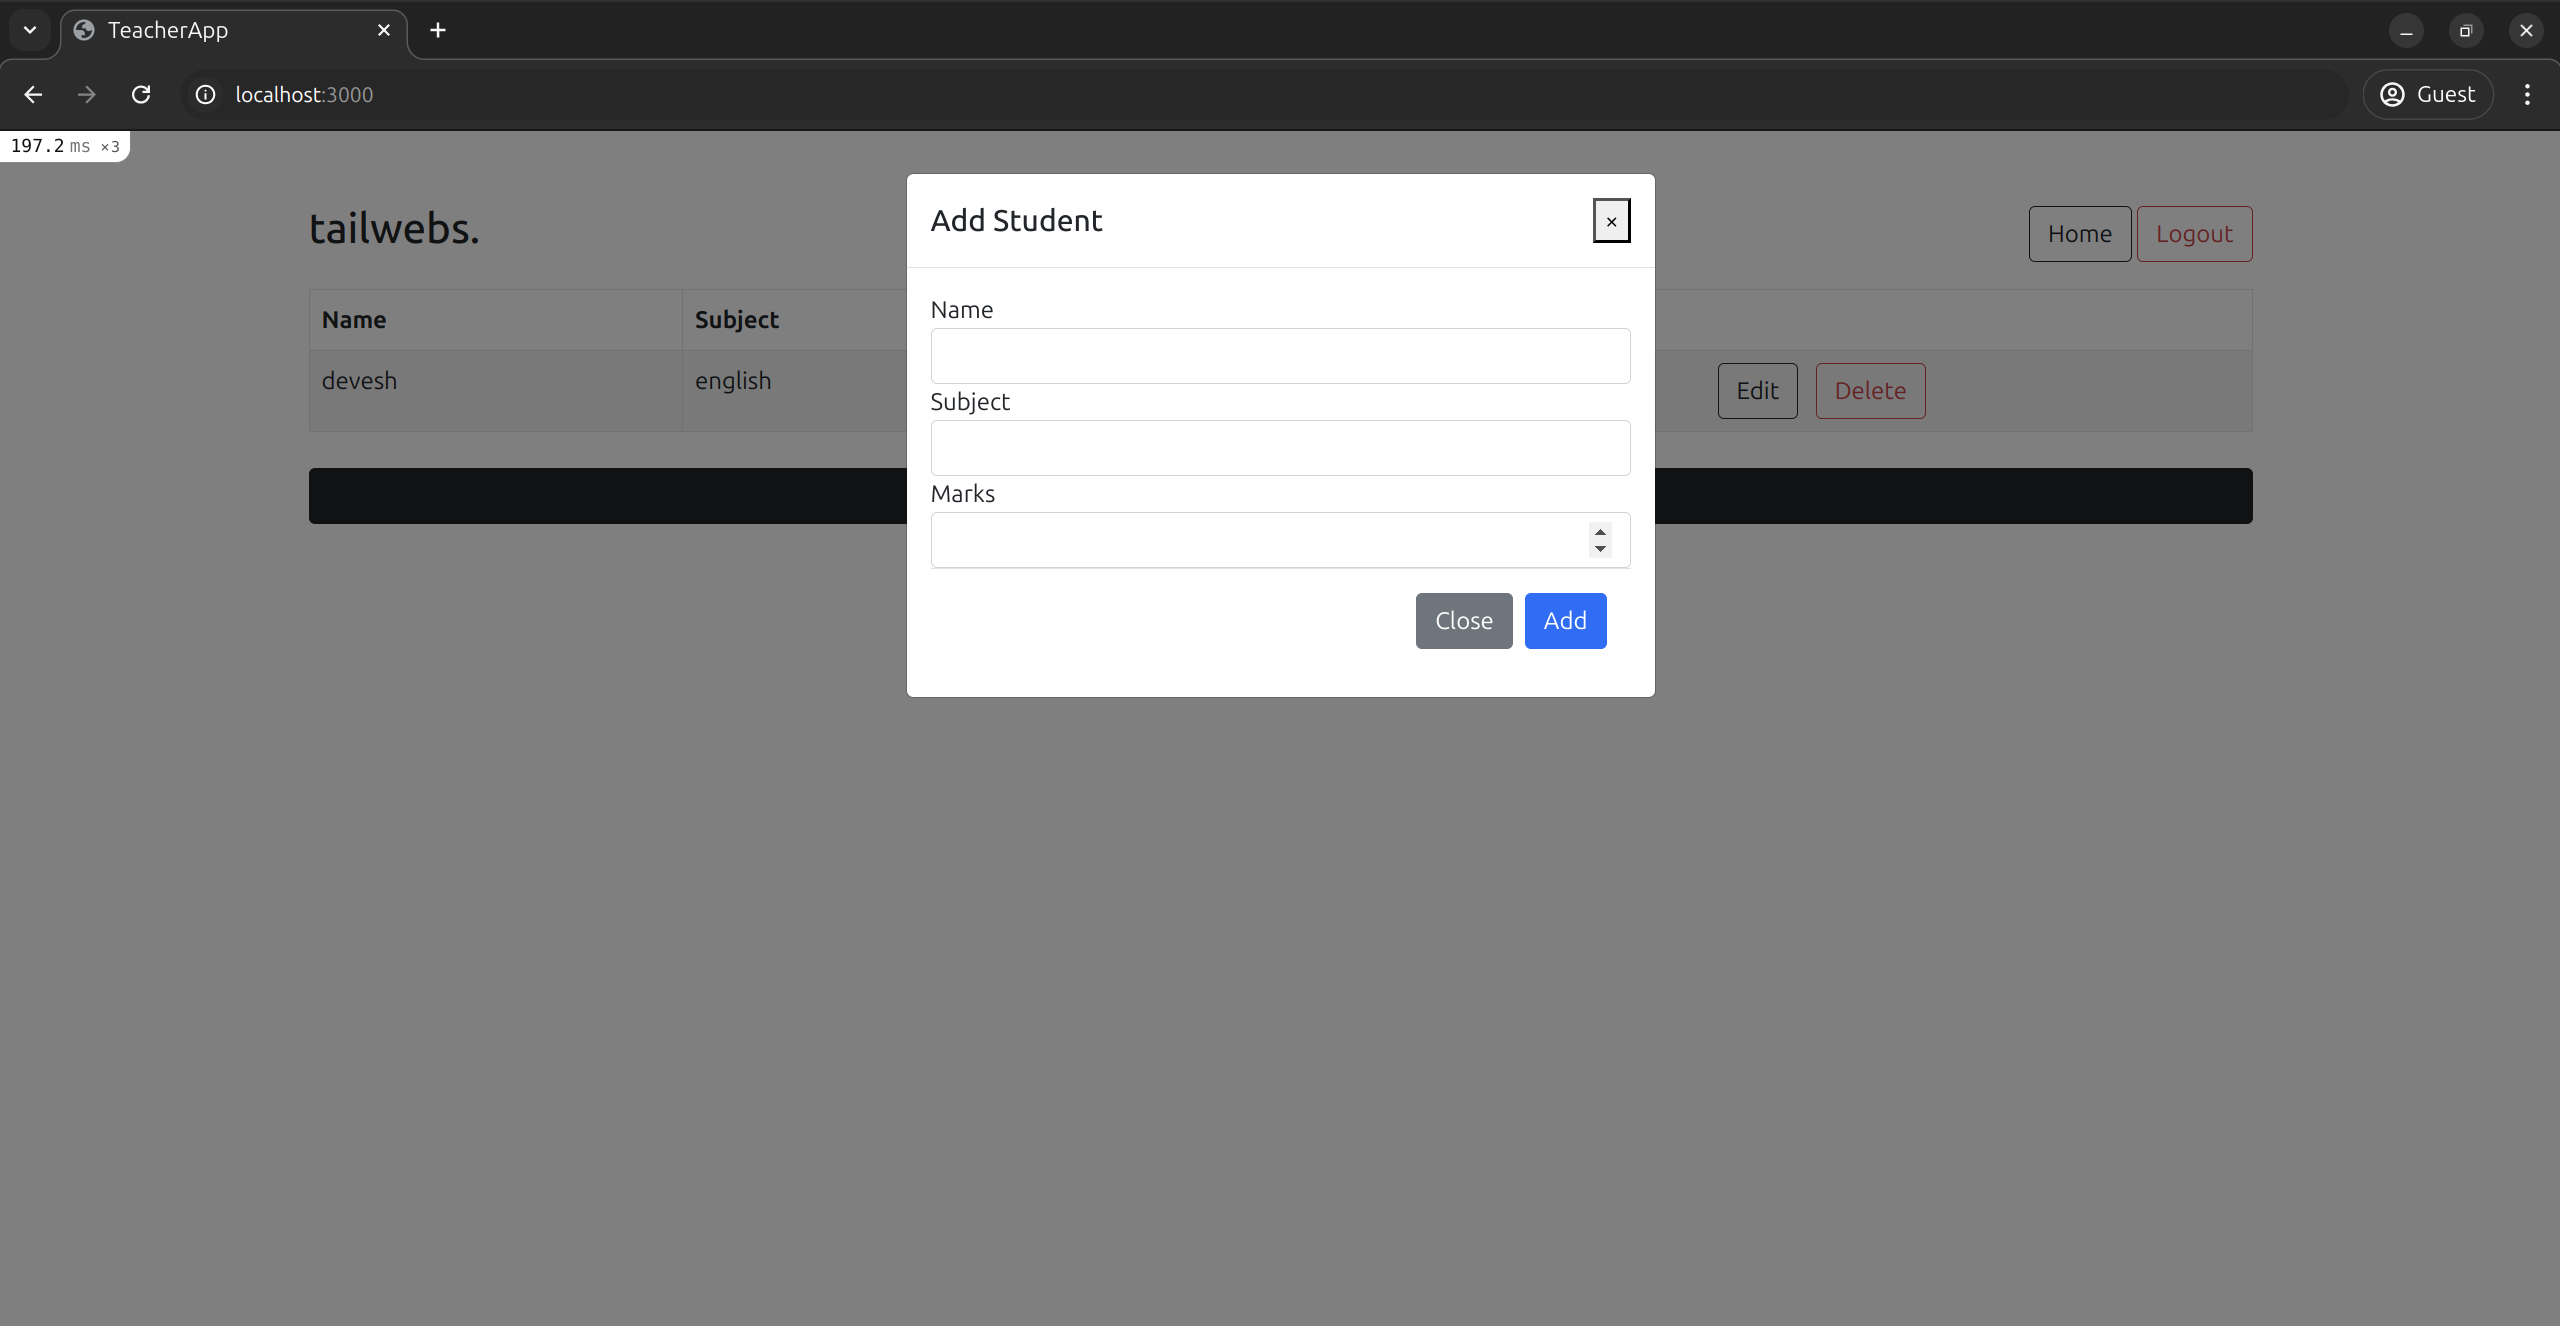 TeacherApp
localhost:3000
Guest
197.2 ms ×3
tailwebs.
Home Logout
Name Subject
devesh english Edit Delete
Add Student ×
Name
Subject
Marks
Close Add